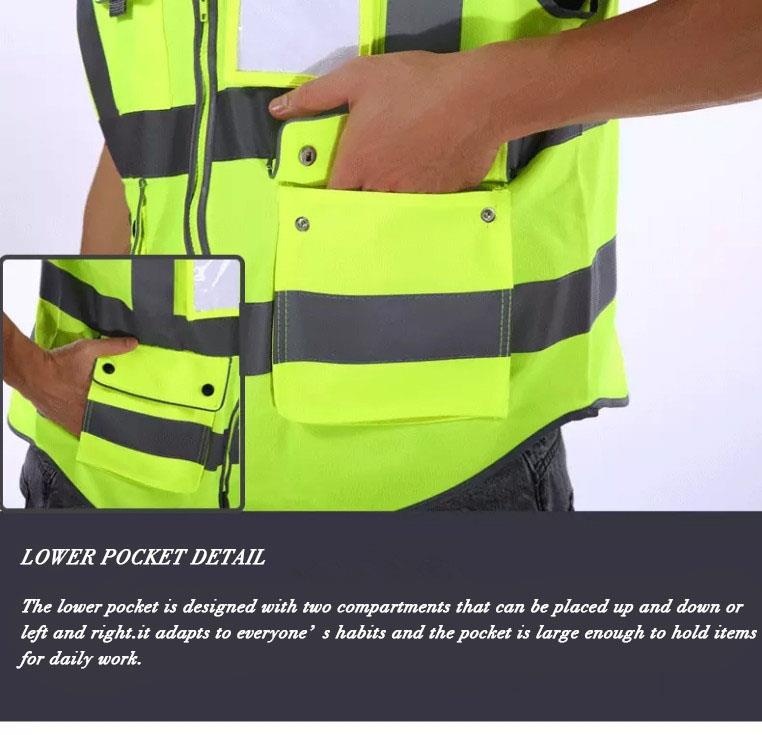 LOWER POCKET DETAIL
The lower pocket is designed with two compartments that can be placed up and down or
left and right.it adapts to everyone’s habits and the pocket is large enough to hold items
for daily work.